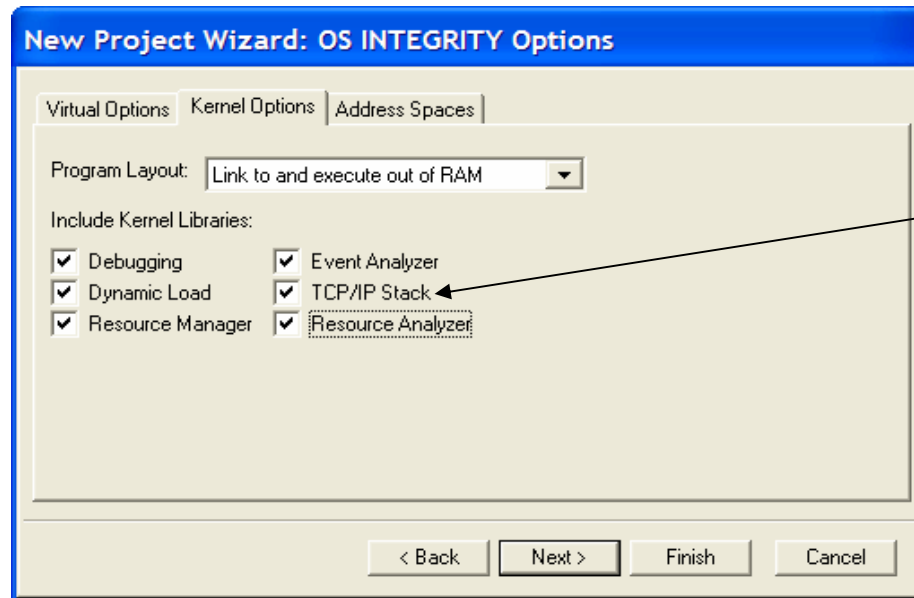 New Project Wizard: OS INTEGRITY Options
Virtual Options Kernel Options Address Spaces
Program Layout: Link to and execute out of RAM
Include Kernel Libraries:
Debugging Event Analyzer
Dynamic Load TCP/IP Stack
Resource Manager Resource Analyzer
< Back Next > Finish Cancel